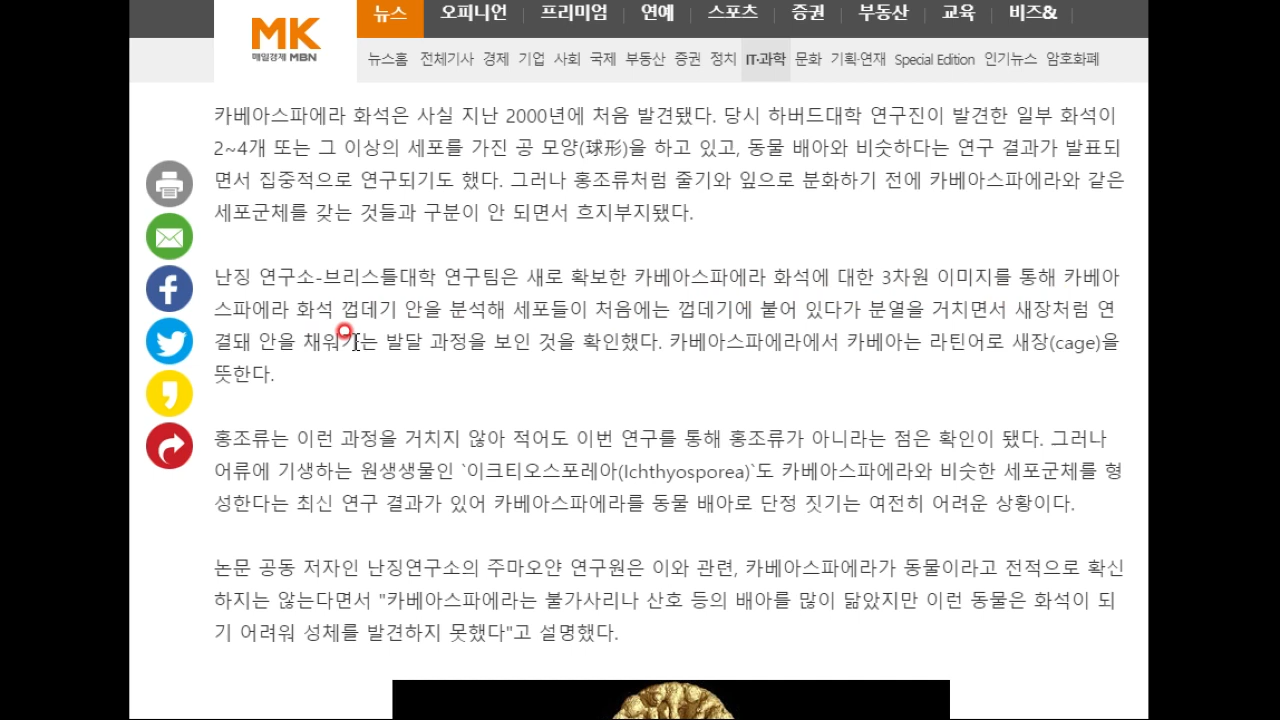 뉴스 오피니언 프리미엄 연예 스포츠 증권 부동산 교육 비즈&
MK
매일경제 MBN
뉴스홈 전체기사 경제 기업 사회 국제 부동산 증권 정치 IT·과학 문화 기획·연재 Special Edition 인기뉴스 암호화폐
카베아스파에라 화석은 사실 지난 2000년에 처음 발견됐다. 당시 하버드대학 연구진이 발견한 일부 화석이
2~4개 또는 그 이상의 세포를 가진 공 모양(球形)을 하고 있고, 동물 배아와 비슷하다는 연구 결과가 발표되
면서 집중적으로 연구되기도 했다. 그러나 홍조류처럼 줄기와 잎으로 분화하기 전에 카베아스파에라와 같은
세포군체를 갖는 것들과 구분이 안 되면서 흐지부지됐다.
난징 연구소-브리스틀대학 연구팀은 새로 확보한 카베아스파에라 화석에 대한 3차원 이미지를 통해 카베아
스파에라 화석 껍데기 안을 분석해 세포들이 처음에는 껍데기에 붙어 있다가 분열을 거치면서 새장처럼 연
결돼 안을 채워가는 발달 과정을 보인 것을 확인했다. 카베아스파에라에서 카베아는 라틴어로 새장(cage)을
뜻한다.
홍조류는 이런 과정을 거치지 않아 적어도 이번 연구를 통해 홍조류가 아니라는 점은 확인이 됐다. 그러나
어류에 기생하는 원생생물인 `이크티오스포레아(Ichthyosporea)`도 카베아스파에라와 비슷한 세포군체를 형
성한다는 최신 연구 결과가 있어 카베아스파에라를 동물 배아로 단정 짓기는 여전히 어려운 상황이다.
논문 공동 저자인 난징연구소의 주마오얀 연구원은 이와 관련, 카베아스파에라가 동물이라고 전적으로 확신
하지는 않는다면서 "카베아스파에라는 불가사리나 산호 등의 배아를 많이 닮았지만 이런 동물은 화석이 되
기 어려워 성체를 발견하지 못했다"고 설명했다.